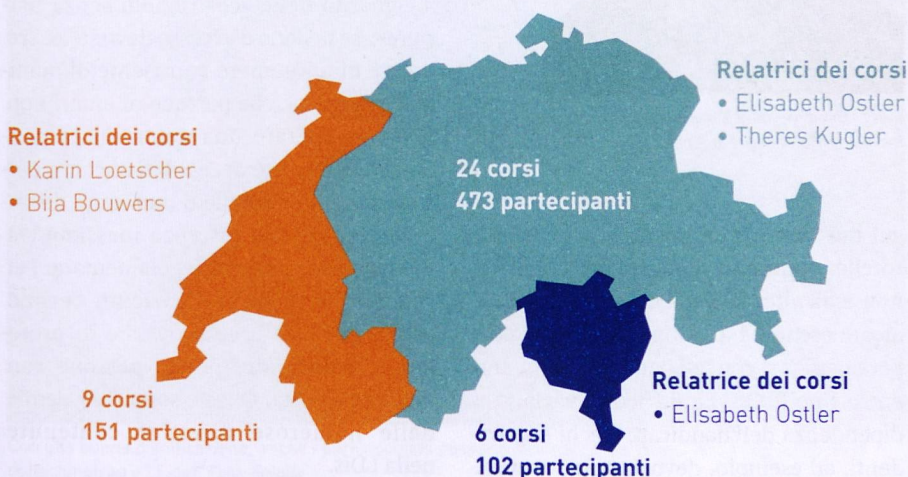 Relatrici dei corsi
• Elisabeth Ostler
• Theres Kugler
Relatrici dei corsi
• Karin Loetscher
• Bija Bouwers
24 corsi
473 partecipanti
Relatrice dei corsi
• Elisabeth Ostler
9 corsi
151 partecipanti
6 corsi
102 partecipanti